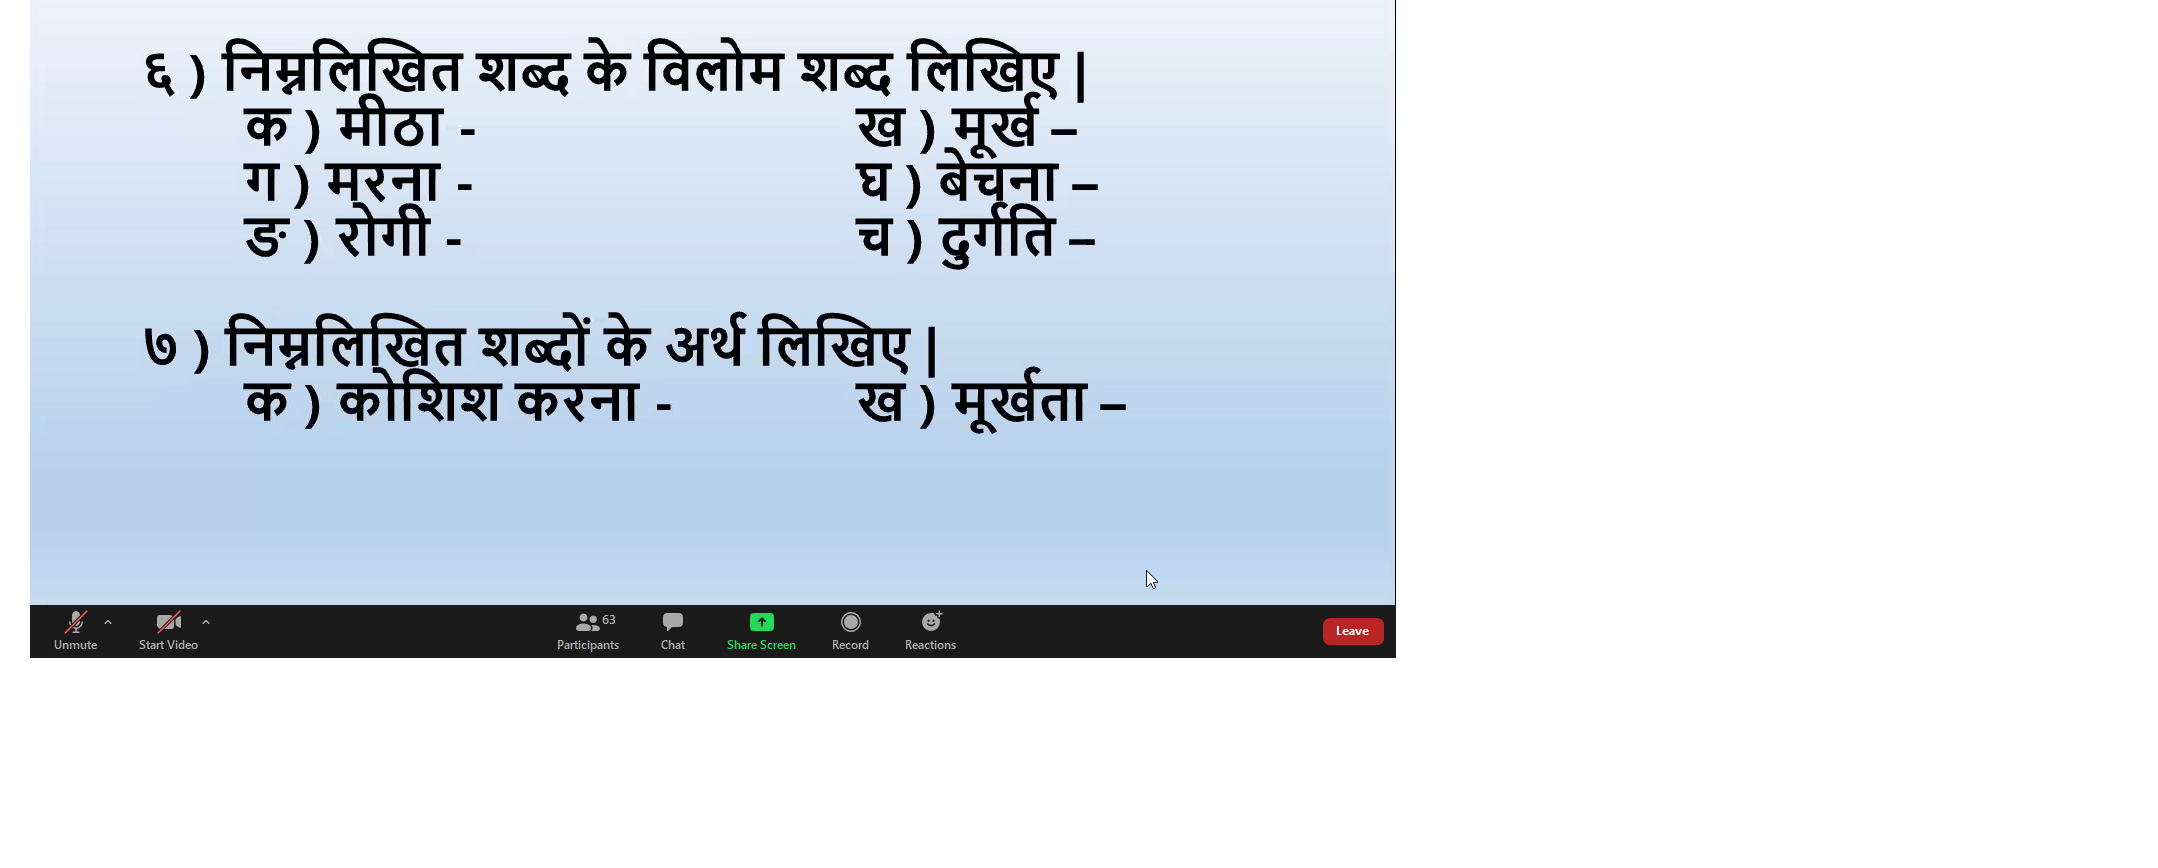 ६ ) निम्नलिखित शब्द के विलोम शब्द लिखिए |
क ) मीठा - ख ) मूर्ख –
ग ) मरना - घ ) बेचना –
ङ ) रोगी - च ) दुर्गति –
७ ) निम्नलिखित शब्दों के अर्थ लिखिए |
क ) कोशिश करना - ख ) मूर्खता –
63
Unmute Start Video Participants Chat Share Screen Record Reactions Leave